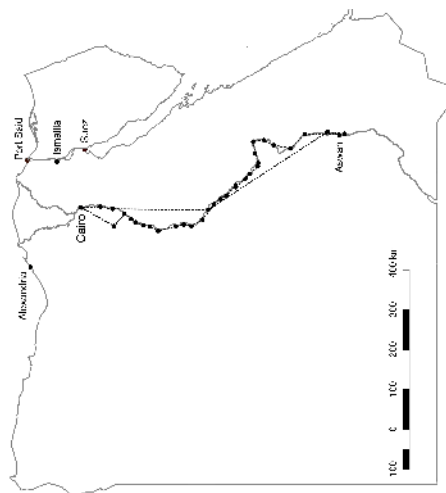 Port Said
Ismailia
Suez
Cairo
Alexandria
Aswan
100 0 100 200 300 400 km